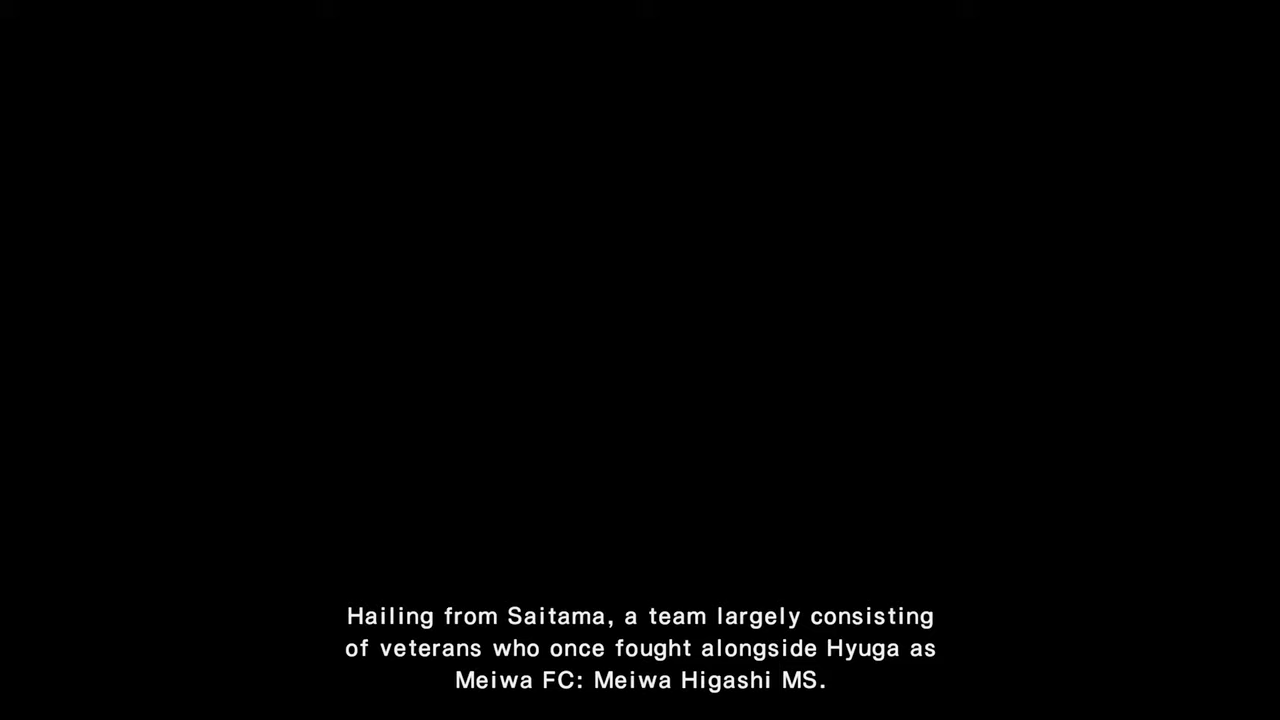 Hailing from Saitama, a team largely consisting
of veterans who once fought alongside Hyuga as
Meiwa FC: Meiwa Higashi MS.